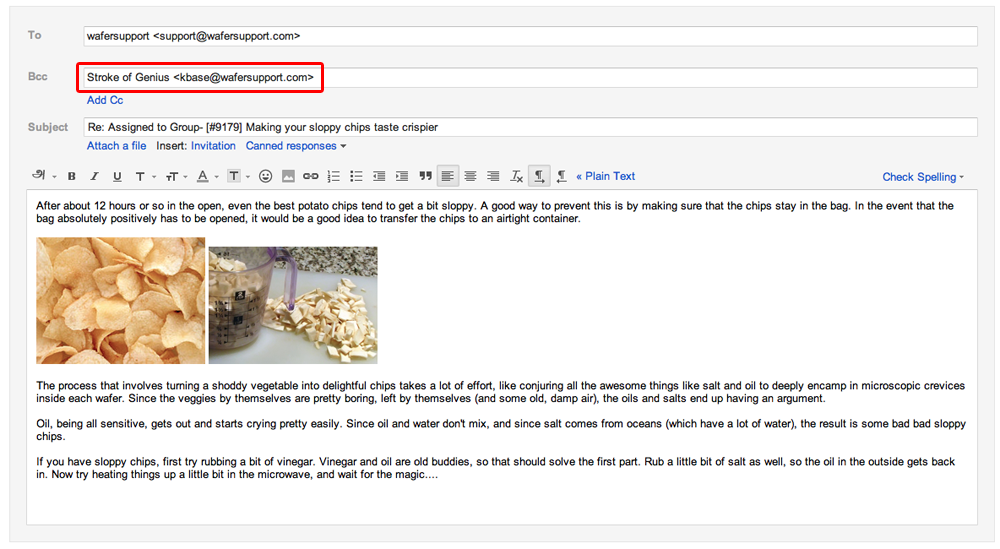 To
wafersupport <support@wafersupport.com>
Bcc
Stroke of Genius <kbase@wafersupport.com>
Add Cc
Subject
Re: Assigned to Group- [#9179] Making your sloppy chips taste crispier
Attach a file Insert: Invitation Canned responses
B I U T TT A T Tx « Plain Text Check Spelling
After about 12 hours or so in the open, even the best potato chips tend to get a bit sloppy. A good way to prevent this is by making sure that the chips stay in the bag. In the event that the
bag absolutely positively has to be opened, it would be a good idea to transfer the chips to an airtight container.
The process that involves turning a shoddy vegetable into delightful chips takes a lot of effort, like conjuring all the awesome things like salt and oil to deeply encamp in microscopic crevices
inside each wafer. Since the veggies by themselves are pretty boring, left by themselves (and some old, damp air), the oils and salts end up having an argument.
Oil, being all sensitive, gets out and starts crying pretty easily. Since oil and water don't mix, and since salt comes from oceans (which have a lot of water), the result is some bad bad sloppy
chips.
If you have sloppy chips, first try rubbing a bit of vinegar. Vinegar and oil are old buddies, so that should solve the first part. Rub a little bit of salt as well, so the oil in the outside gets back
in. Now try heating things up a little bit in the microwave, and wait for the magic....